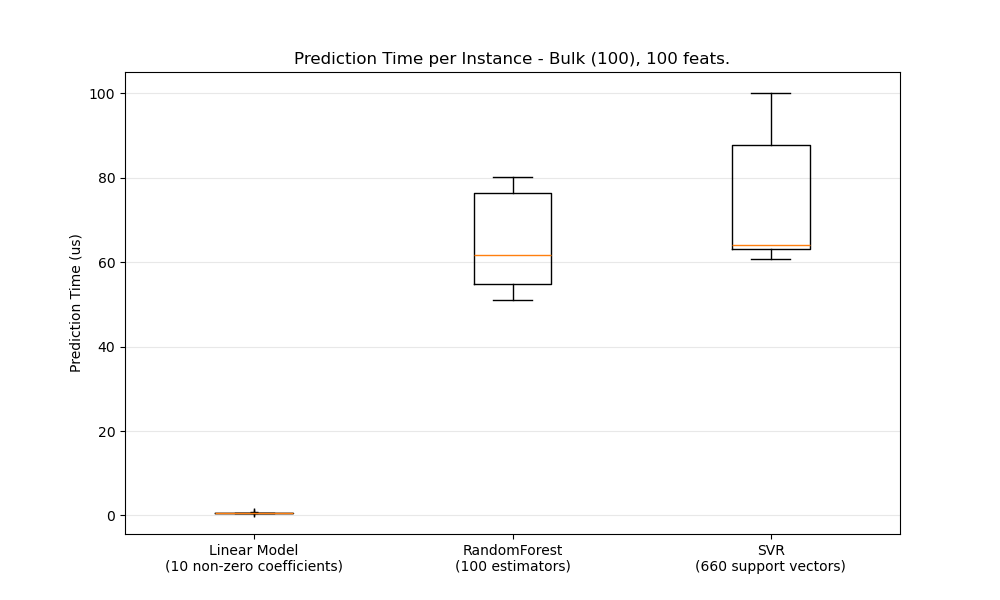 Prediction Time per Instance - Bulk (100), 100 feats.
Prediction Time (us)
100
80
60
40
20
0
Linear Model
(10 non-zero coefficients)
RandomForest
(100 estimators)
SVR
(660 support vectors)